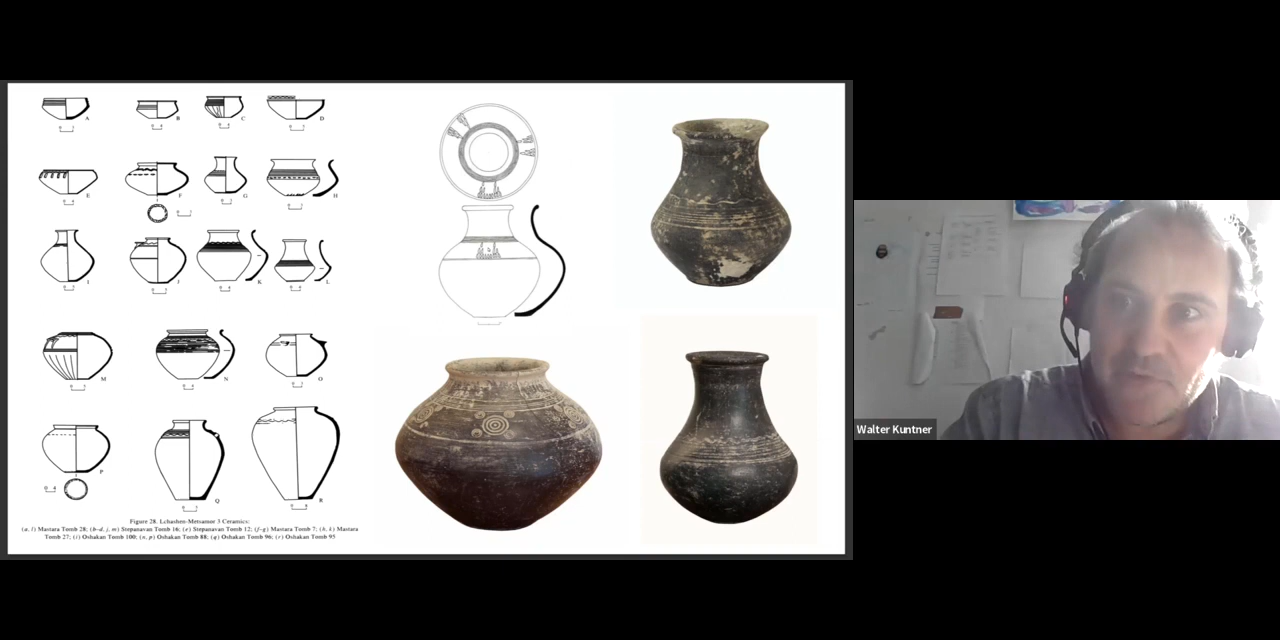 A
B
C
D
E
F
G
H
I
J
K
L
M
N
O
P
Q
R
Figure 28. Lchashen-Metsamor 3 Ceramics:
(a, l) Mastara Tomb 28; (b–d, j, m) Stepanavan Tomb 16; (e) Stepanavan Tomb 12; (f–g) Mastara Tomb 7; (h, k) Mastara
Tomb 27; (i) Oshakan Tomb 100; (n, p) Oshakan Tomb 88; (q) Oshakan Tomb 96; (r) Oshakan Tomb 95
Walter Kuntner